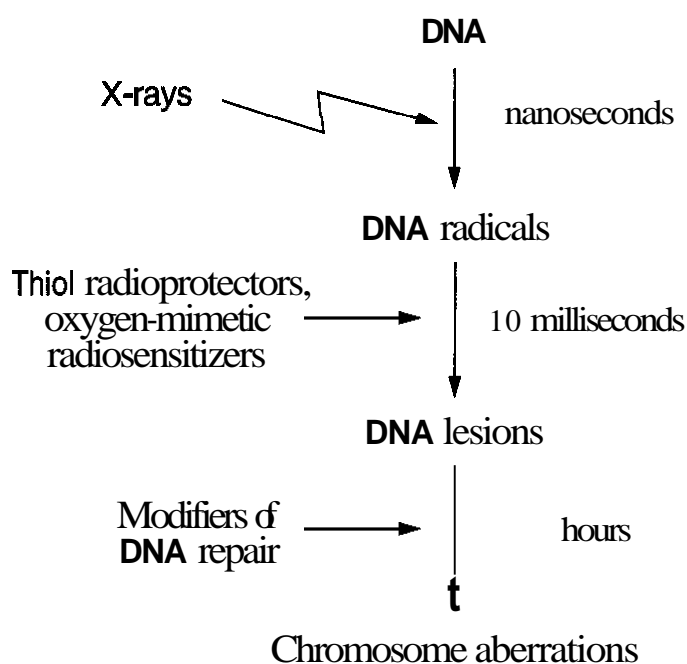 DNA
X-rays
nanoseconds
DNA radicals
Thiol radioprotectors,
oxygen-mimetic
radiosensitizers
10 milliseconds
DNA lesions
Modifiers of
DNA repair
hours
t
Chromosome aberrations